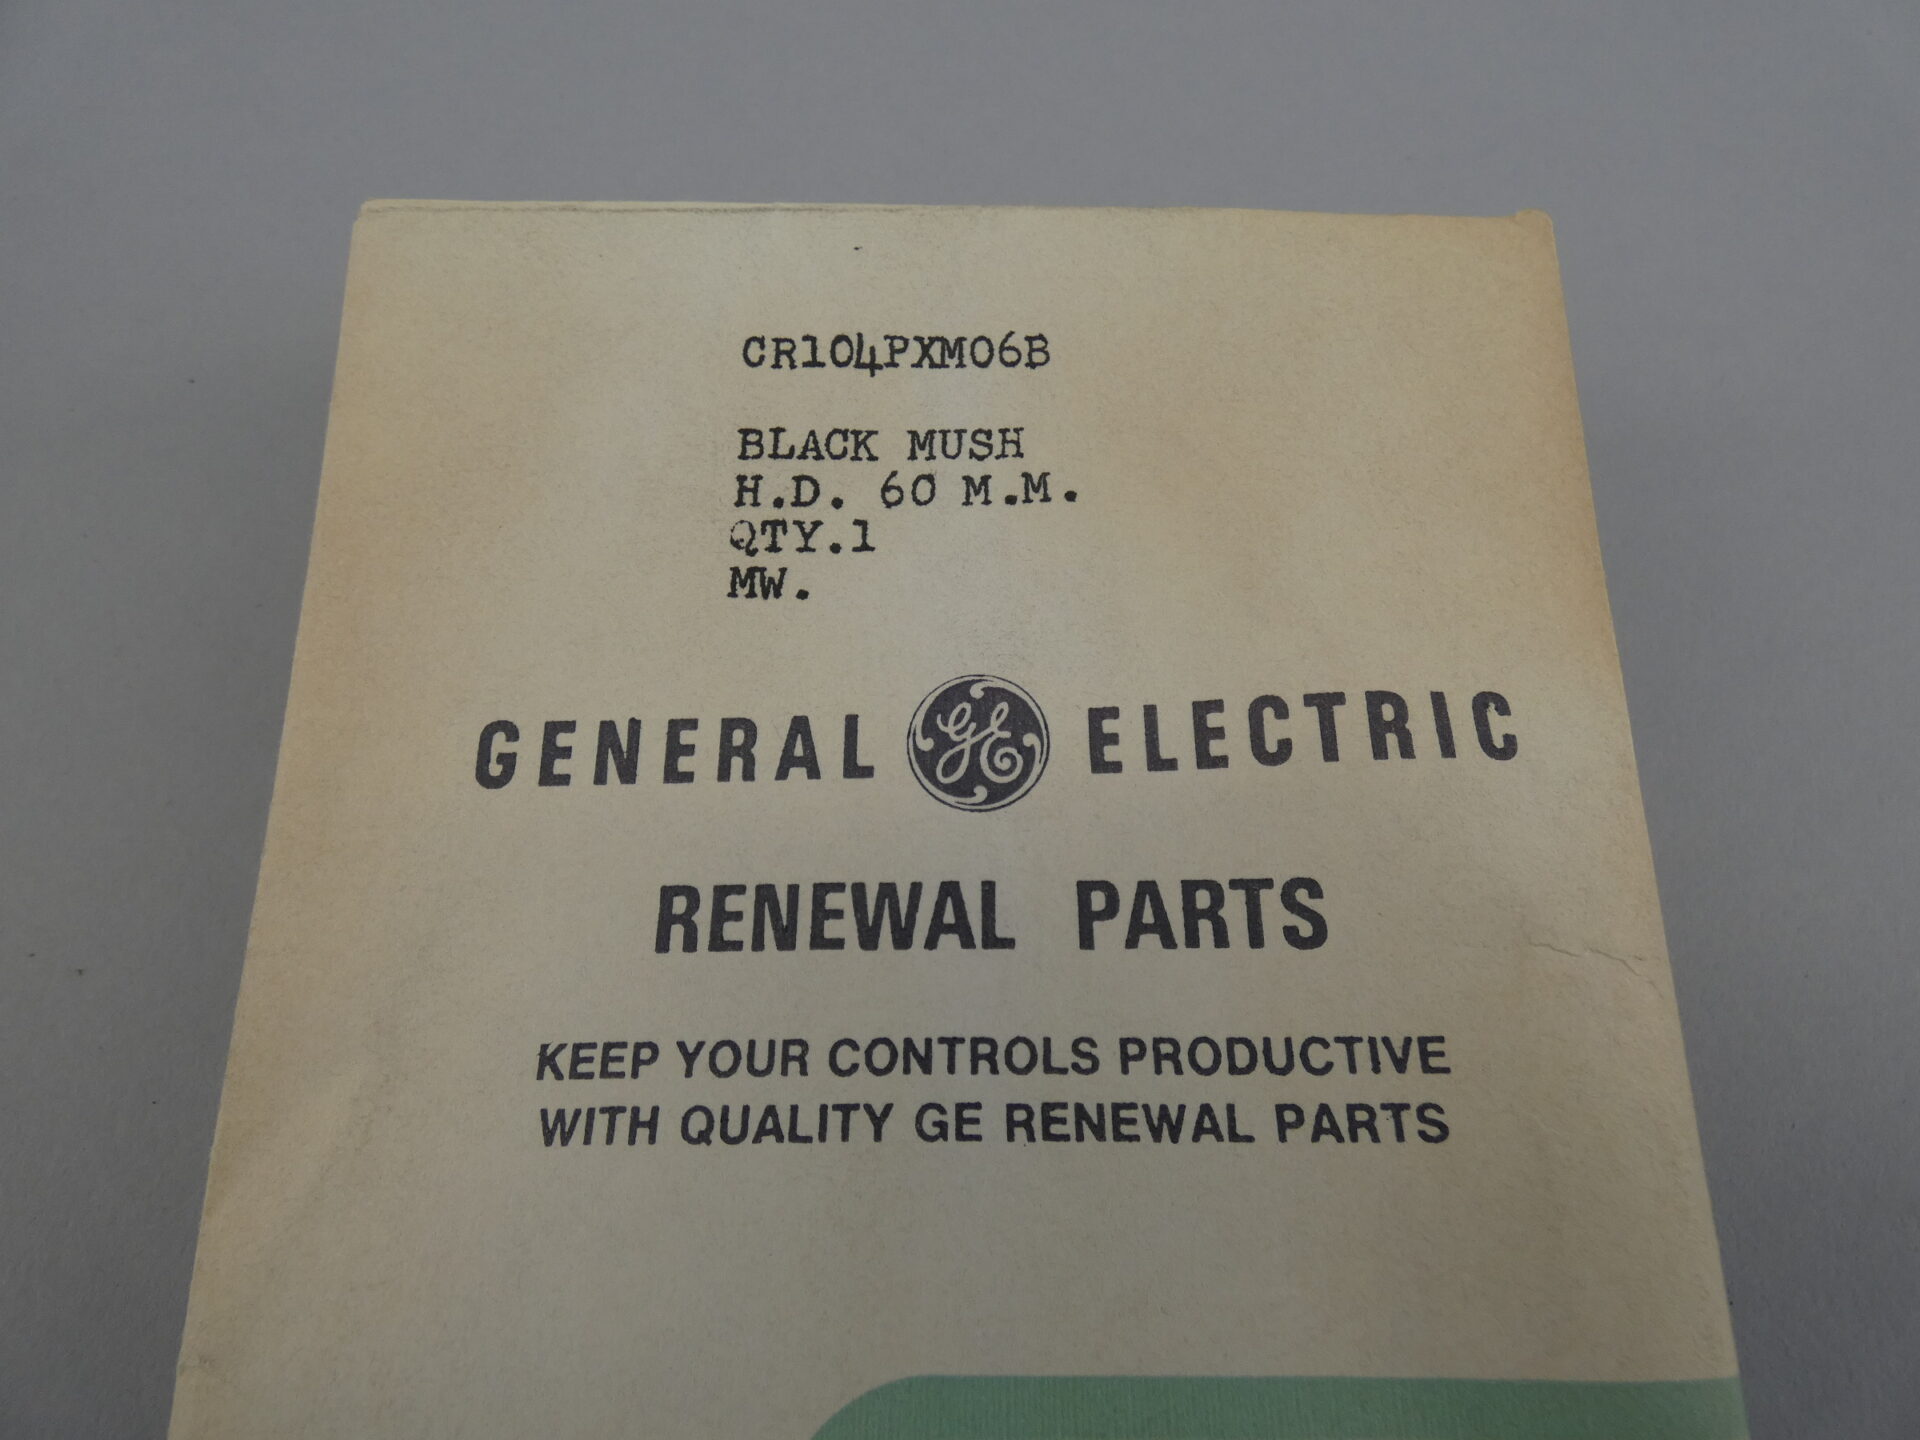 CR104PXM06B
BLACK MUSH
H.D. 60 M.M.
QTY.1
MW.
GENERAL GE ELECTRIC
RENEWAL PARTS
KEEP YOUR CONTROLS PRODUCTIVE
WITH QUALITY GE RENEWAL PARTS